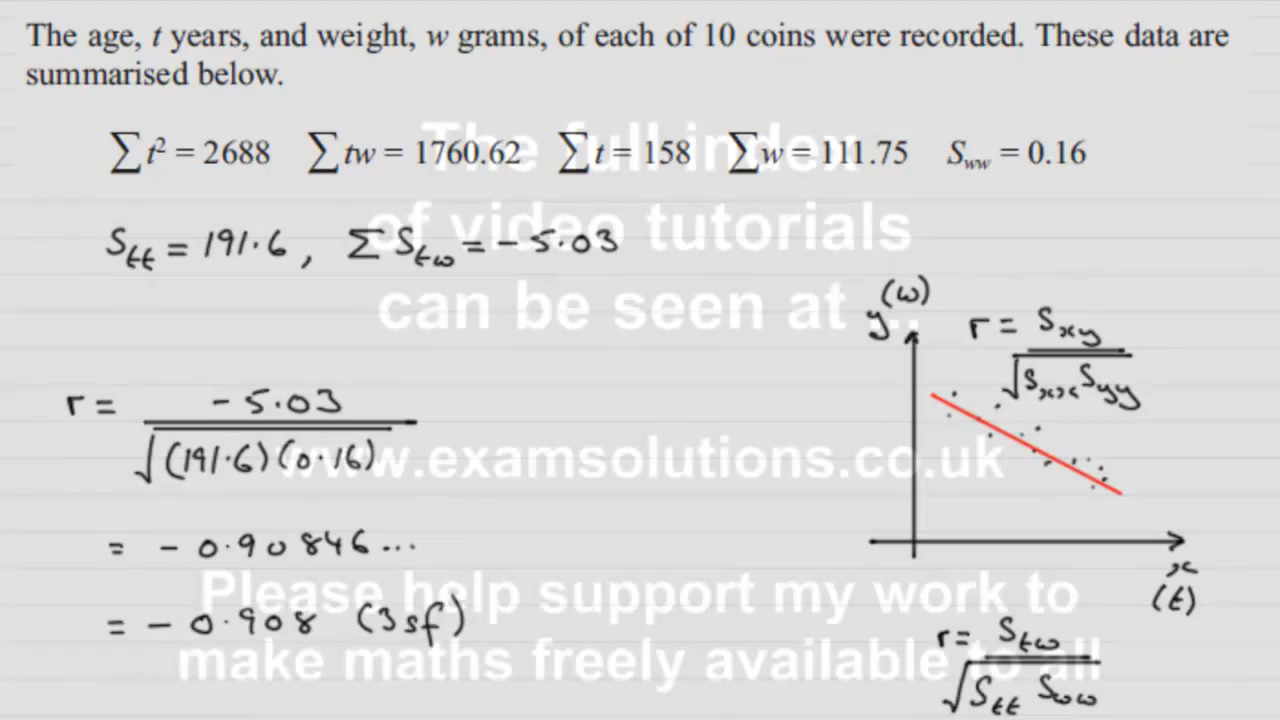 The age, t years, and weight, w grams, of each of 10 coins were recorded. These data are
summarised below.
∑t² = 2688 ∑tw = 1760.62 ∑t = 158 ∑w = 111.75 S_ww = 0.16
The full index
of video tutorials
can be seen at ...
www.examsolutions.co.uk
Please help support my work to
make maths freely available to all
S_tt = 191.6 , ∑ S_tw = -5.03
r = -5.03 / √(191.6)(0.16)
= - 0.90846...
= - 0.908 (3sf)
y (w)
r = S_xy / √S_xx S_yy
x
(t)
r = S_tw / √S_tt S_ww